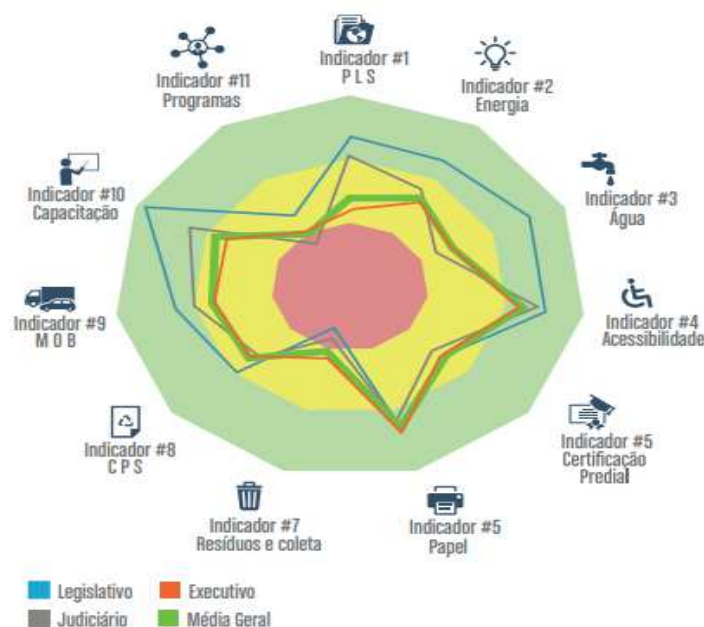 Indicador #1
P L S
Indicador #2
Energia
Indicador #3
Água
Indicador #4
Acessibilidade
Indicador #5
Certificação
Predial
Indicador #5
Papel
Indicador #7
Resíduos e coleta
Indicador #8
C P S
Indicador #9
M O B
Indicador #10
Capacitação
Indicador #11
Programas
Legislativo
Executivo
Judiciário
Média Geral